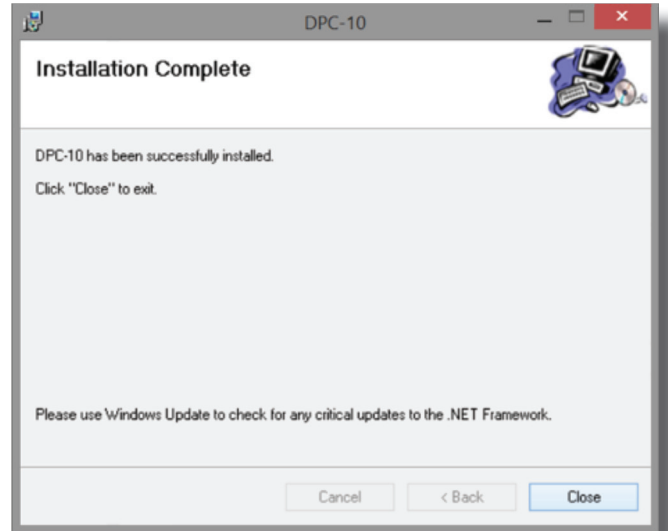 DPC-10
Installation Complete
DPC-10 has been successfully installed.
Click "Close" to exit.
Please use Windows Update to check for any critical updates to the .NET Framework.
Cancel
< Back
Close